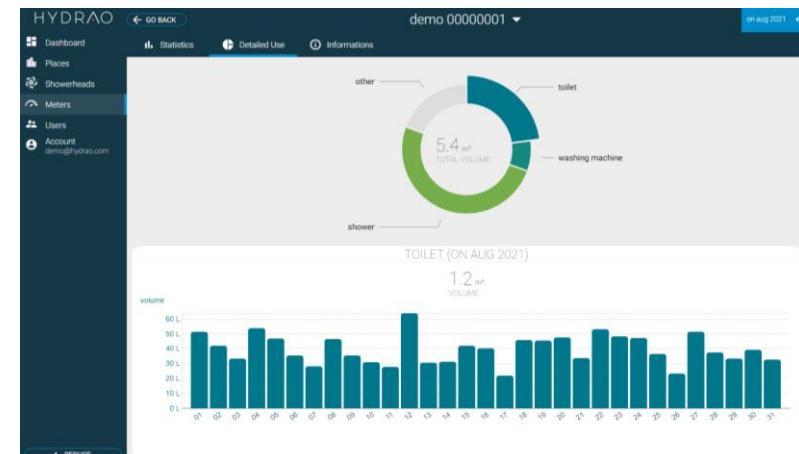 HYDRAO
GO BACK
demo 00000001
on aug 2021
Dashboard
Statistics
Detailed Use
Informations
Places
Showerheads
Meters
Users
Account
demo@hydrao.com
other
toilet
5.4 m³
TOTAL VOLUME
washing machine
shower
TOILET (ON AUG 2021)
1.2 m³
VOLUME
volume
60 L
50 L
40 L
30 L
20 L
10 L
0 L
01 02 03 04 05 06 07 08 09 10 11 12 13 14 15 16 17 18 19 20 21 22 23 24 25 26 27 28 29 30 31